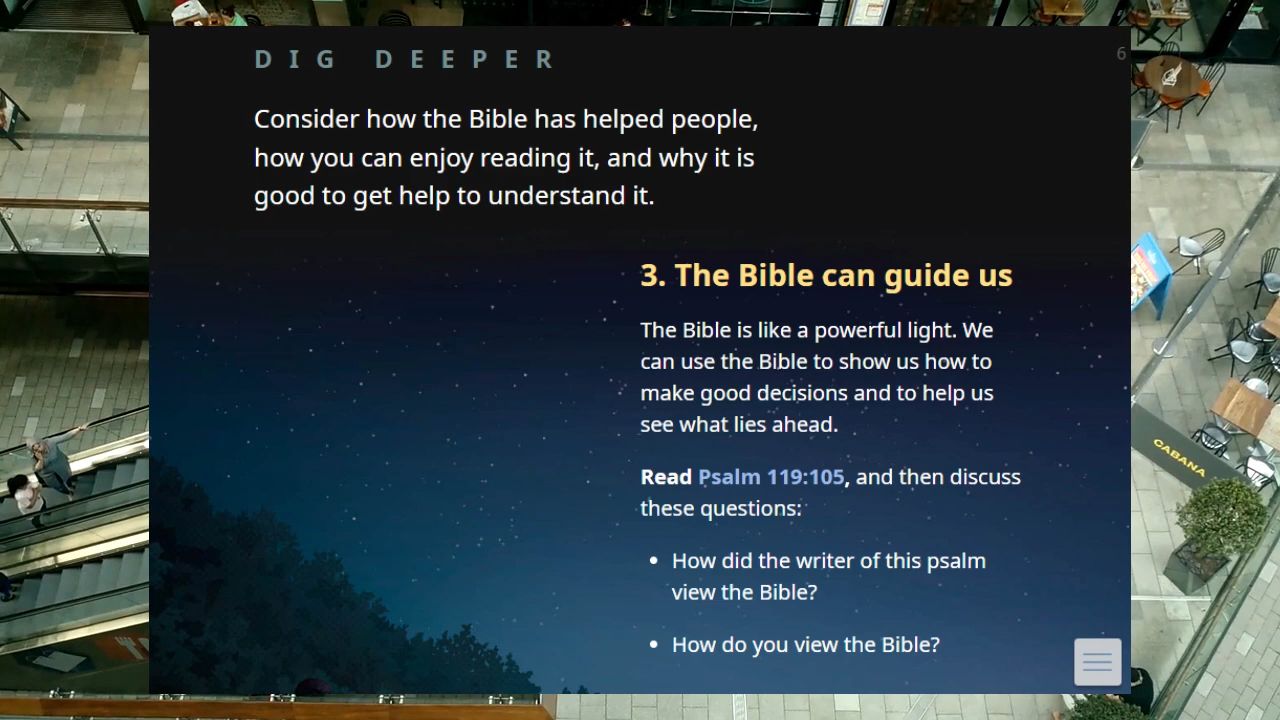 DIG DEEPER
6
Consider how the Bible has helped people,
how you can enjoy reading it, and why it is
good to get help to understand it.
3. The Bible can guide us
The Bible is like a powerful light. We
can use the Bible to show us how to
make good decisions and to help us
see what lies ahead.
Read Psalm 119:105, and then discuss
these questions:
• How did the writer of this psalm
view the Bible?
• How do you view the Bible?
CABANA